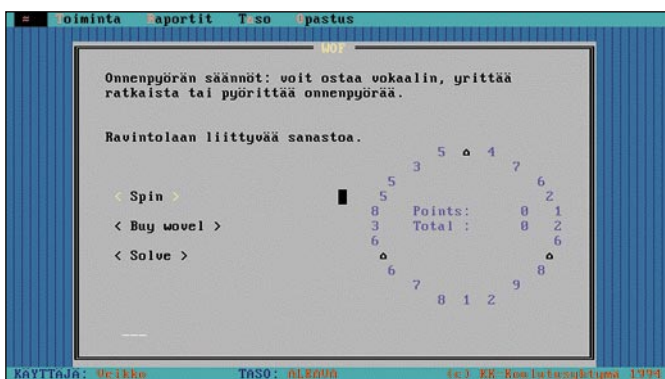 ≡ Toiminta Raportit Taso Opastus
WOF
Onnenpyörän säännöt: voit ostaa vokaalin, yrittää
ratkaista tai pyörittää onnenpyörää.
Ravintolaan liittyvää sanastoa.
5 ⌂ 4
3 7
5 6
< Spin > 5 2
8 Points: 0 1
< Buy wovel > 3 Total : 0 2
6 6
< Solve > ⌂ ⌂
6 8
7 9
8 1 2
KÄYTTÄJÄ: Veikko TASO: ALKAVA (c) KK-Koulutusyhtymä 1994